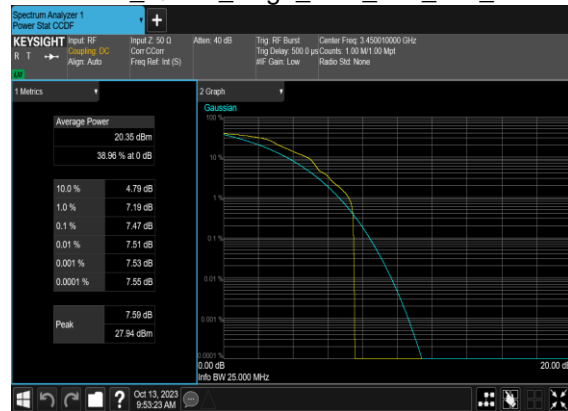 Spectrum Analyzer 1
Power Stat CCDF
+
KEYSIGHT Input: RF Input Z: 50 Ω Atten: 40 dB Trig: RF Burst Center Freq: 3.450010000 GHz
R T Coupling: DC Corr CCorr Trig Delay: 500.0 µs Counts: 1.00 M/1.00 Mpt
Align: Auto Freq Ref: Int (S) #IF Gain: Low Radio Std: None
1 Metrics
2 Graph
Gaussian
Average Power
20.35 dBm
38.96 % at 0 dB
10.0 % 4.79 dB
1.0 % 7.19 dB
0.1 % 7.47 dB
0.01 % 7.51 dB
0.001 % 7.53 dB
0.0001 % 7.55 dB
Peak 7.59 dB
27.94 dBm
100 %
10 %
1 %
0.1 %
0.01 %
0.001 %
0.0001 %
0.00 dB 20.00 dB
Info BW 25.000 MHz
? Oct 13, 2023
9:53:23 AM